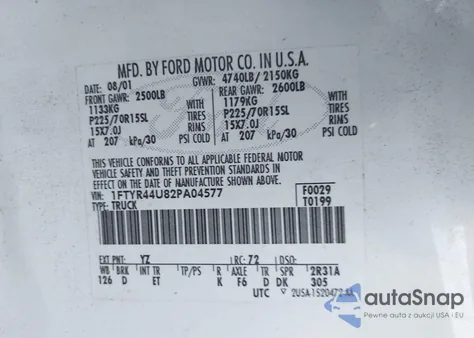 MFD. BY FORD MOTOR CO. IN U.S.A.
DATE: 08/01 GVWR: 4740LB/ 2150KG
FRONT GAWR: 2500LB REAR GAWR: 2600LB
1133KG WITH 1179KG WITH
P225/70R15SL TIRES P225/70R15SL TIRES
15X7.0J RIMS 15X7.0J RIMS
AT 207 kPa/30 PSI COLD AT 207 kPa/30 PSI COLD
THIS VEHICLE CONFORMS TO ALL APPLICABLE FEDERAL MOTOR
VEHICLE SAFETY AND THEFT PREVENTION STANDARDS IN EFFECT
ON THE DATE OF MANUFACTURE SHOWN ABOVE.
VIN: 1FTYR44U82PA04577 F0029
TYPE: TRUCK T0199
EXT PNT: YZ RC: 72 DSO:
WB BRK INT TR TP/PS R AXLE TR SPR 2R31A
126 D ET K F6 D DK 305
UTC 2USA-1520472-AA
autoSnap
Pewne auta z USA i EU